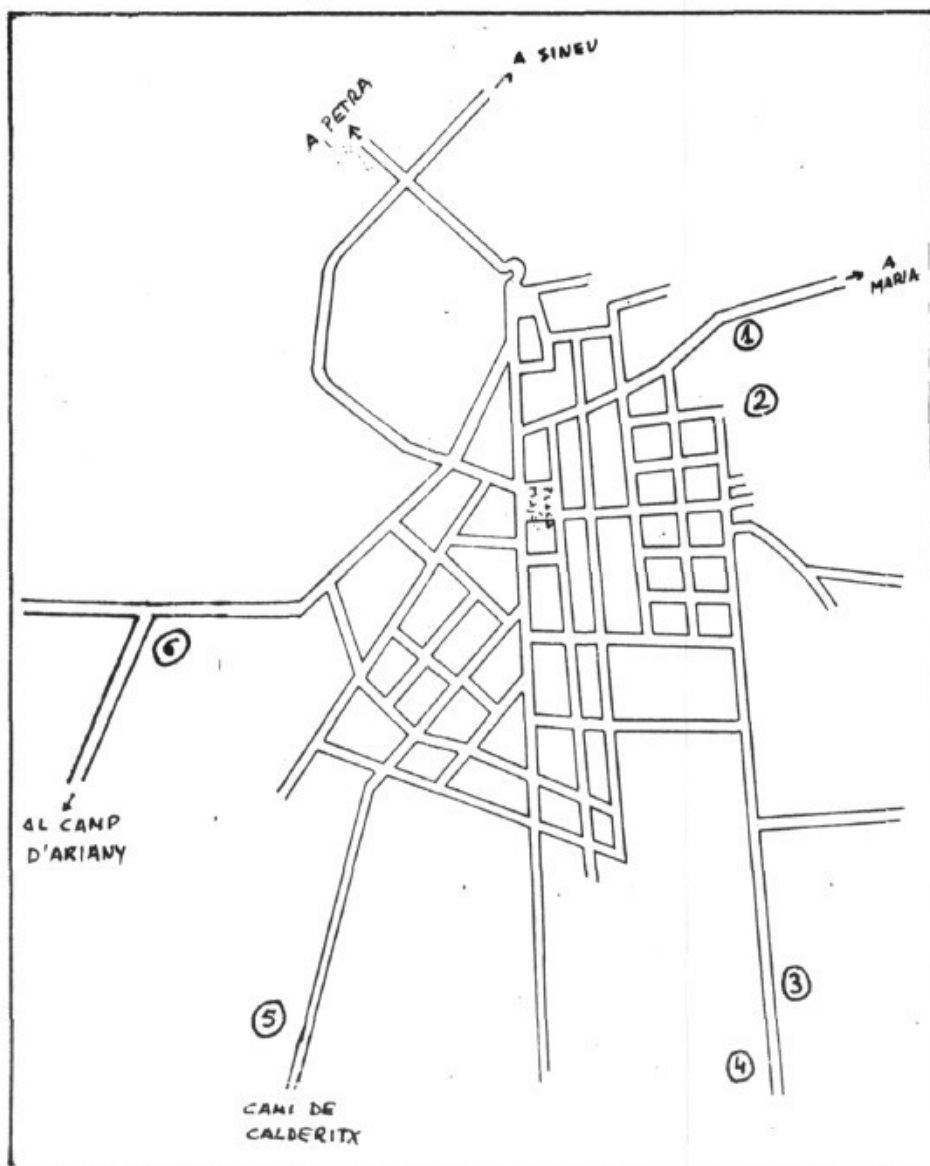 A SINEU
A PETRA
A
MARIA
1
2
6
AL CAMP
D'ARIANY
3
5
4
CAMI DE
CALDERITX